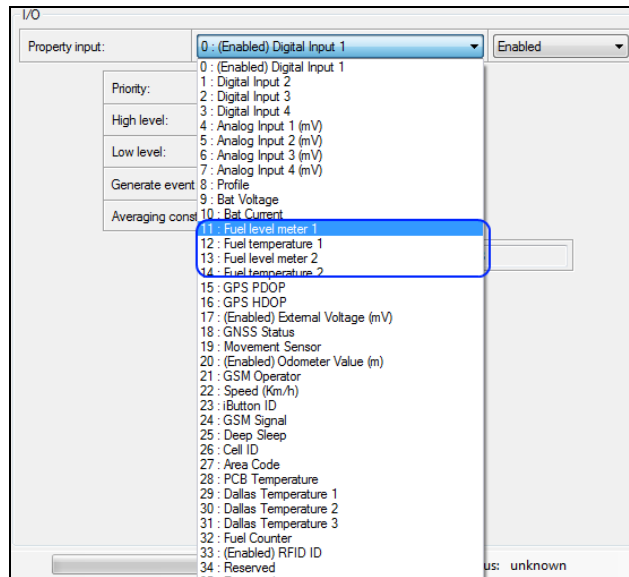 I/O
Property input:
0 : (Enabled) Digital Input 1
Enabled
0 : (Enabled) Digital Input 1
1 : Digital Input 2
2 : Digital Input 3
3 : Digital Input 4
4 : Analog Input 1 (mV)
5 : Analog Input 2 (mV)
6 : Analog Input 3 (mV)
7 : Analog Input 4 (mV)
8 : Profile
9 : Bat Voltage
10 : Bat Current
11 : Fuel level meter 1
12 : Fuel temperature 1
13 : Fuel level meter 2
14 : Fuel temperature 2
15 : GPS PDOP
16 : GPS HDOP
17 : (Enabled) External Voltage (mV)
18 : GNSS Status
19 : Movement Sensor
20 : (Enabled) Odometer Value (m)
21 : GSM Operator
22 : Speed (Km/h)
23 : iButton ID
24 : GSM Signal
25 : Deep Sleep
26 : Cell ID
27 : Area Code
28 : PCB Temperature
29 : Dallas Temperature 1
30 : Dallas Temperature 2
31 : Dallas Temperature 3
32 : Fuel Counter
33 : (Enabled) RFID ID
34 : Reserved
Priority:
High level:
Low level:
Generate event
Averaging const
us: unknown